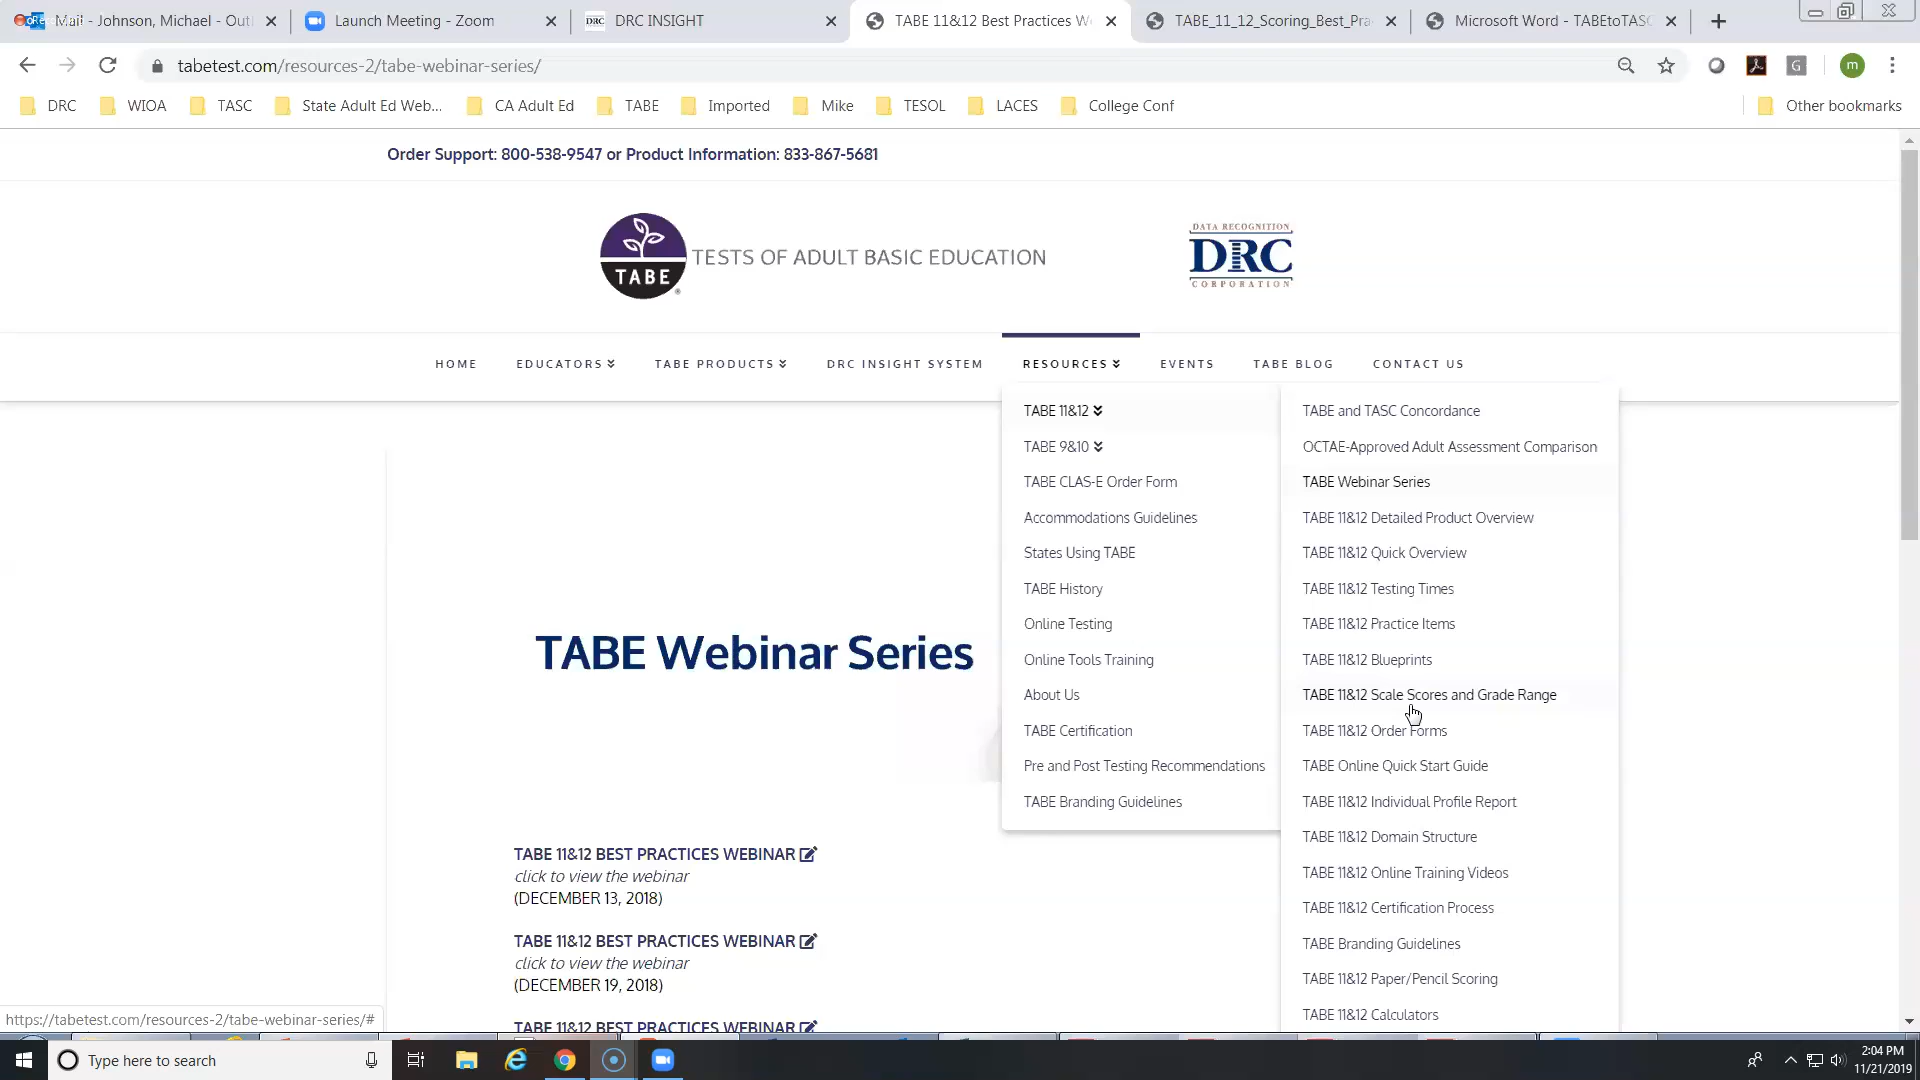 Mail - Johnson, Michael - Outl
Launch Meeting - Zoom
DRC INSIGHT
TABE 11&12 Best Practices W
TABE_11_12_Scoring_Best_Pra
Microsoft Word - TABEtoTASC
tabetest.com/resources-2/tabe-webinar-series/
m
DRC
WIOA
TASC
State Adult Ed Web...
CA Adult Ed
TABE
Imported
Mike
TESOL
LACES
College Conf
Other bookmarks
Order Support: 800-538-9547 or Product Information: 833-867-5681
TABE
TESTS OF ADULT BASIC EDUCATION
DATA RECOGNITION
DRC
CORPORATION
HOME
EDUCATORS
TABE PRODUCTS
DRC INSIGHT SYSTEM
RESOURCES
EVENTS
TABE BLOG
CONTACT US
TABE 11&12
TABE 9&10
TABE CLAS-E Order Form
Accommodations Guidelines
States Using TABE
TABE History
Online Testing
Online Tools Training
About Us
TABE Certification
Pre and Post Testing Recommendations
TABE Branding Guidelines
TABE and TASC Concordance
OCTAE-Approved Adult Assessment Comparison
TABE Webinar Series
TABE 11&12 Detailed Product Overview
TABE 11&12 Quick Overview
TABE 11&12 Testing Times
TABE 11&12 Practice Items
TABE 11&12 Blueprints
TABE 11&12 Scale Scores and Grade Range
TABE 11&12 Order Forms
TABE Online Quick Start Guide
TABE 11&12 Individual Profile Report
TABE 11&12 Domain Structure
TABE 11&12 Online Training Videos
TABE 11&12 Certification Process
TABE Branding Guidelines
TABE 11&12 Paper/Pencil Scoring
TABE 11&12 Calculators
TABE Webinar Series
TABE 11&12 BEST PRACTICES WEBINAR
click to view the webinar
(DECEMBER 13, 2018)
TABE 11&12 BEST PRACTICES WEBINAR
click to view the webinar
(DECEMBER 19, 2018)
TABE 11&12 BEST PRACTICES WEBINAR
https://tabetest.com/resources-2/tabe-webinar-series/#
Type here to search
2:04 PM
11/21/2019